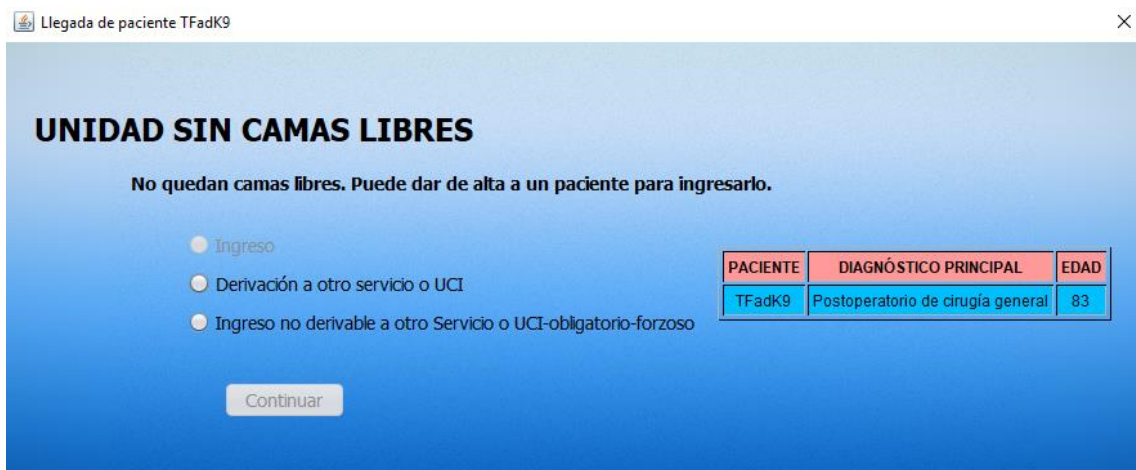 Llegada de paciente TFadK9
UNIDAD SIN CAMAS LIBRES
No quedan camas libres. Puede dar de alta a un paciente para ingresarlo.
Ingreso
Derivación a otro servicio o UCI
Ingreso no derivable a otro Servicio o UCI-obligatorio-forzoso
PACIENTE DIAGNÓSTICO PRINCIPAL EDAD
TFadK9 Postoperatorio de cirugía general 83
Continuar